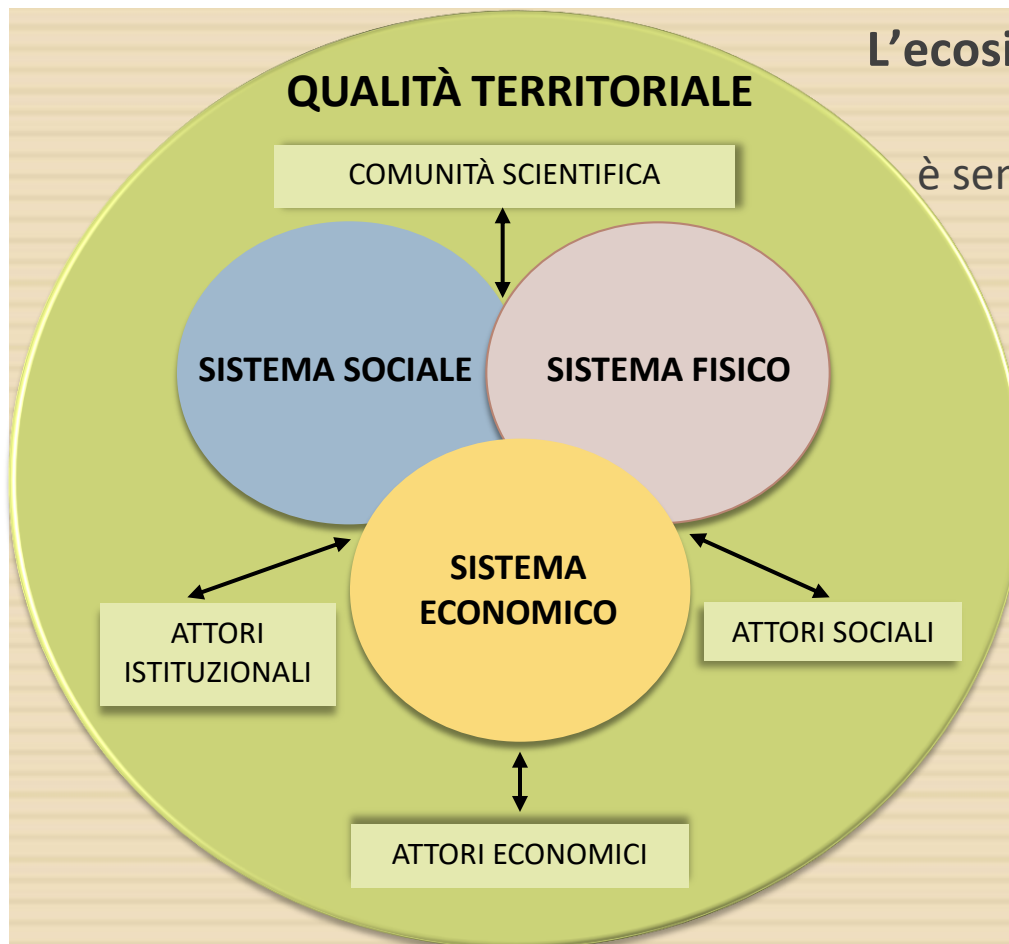 L'ecosi
QUALITÀ TERRITORIALE
COMUNITÀ SCIENTIFICA
è ser
SISTEMA SOCIALE
SISTEMA FISICO
SISTEMA
ECONOMICO
ATTORI
ISTITUZIONALI
ATTORI SOCIALI
ATTORI ECONOMICI